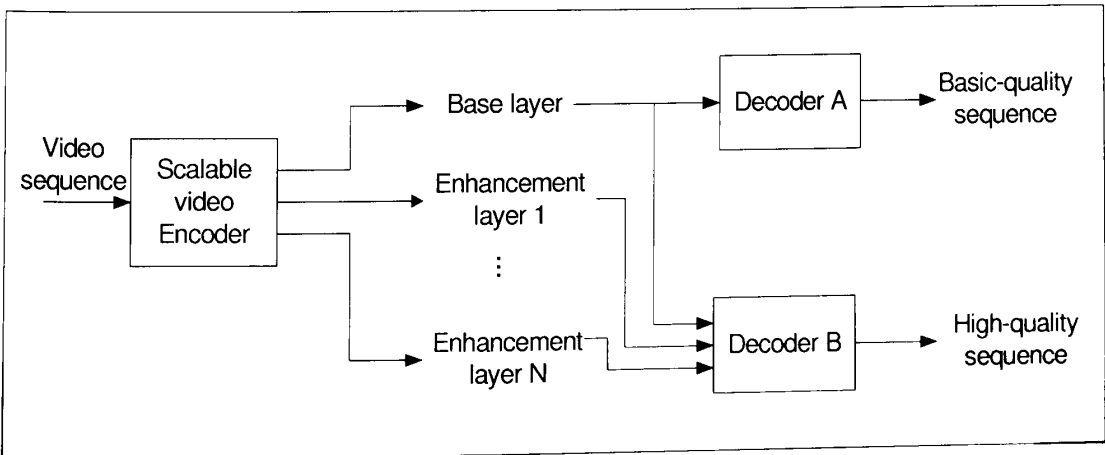 Video
sequence
Scalable
video
Encoder
Base layer
Enhancement
layer 1
⋮
Enhancement
layer N
Decoder A
Basic-quality
sequence
Decoder B
High-quality
sequence